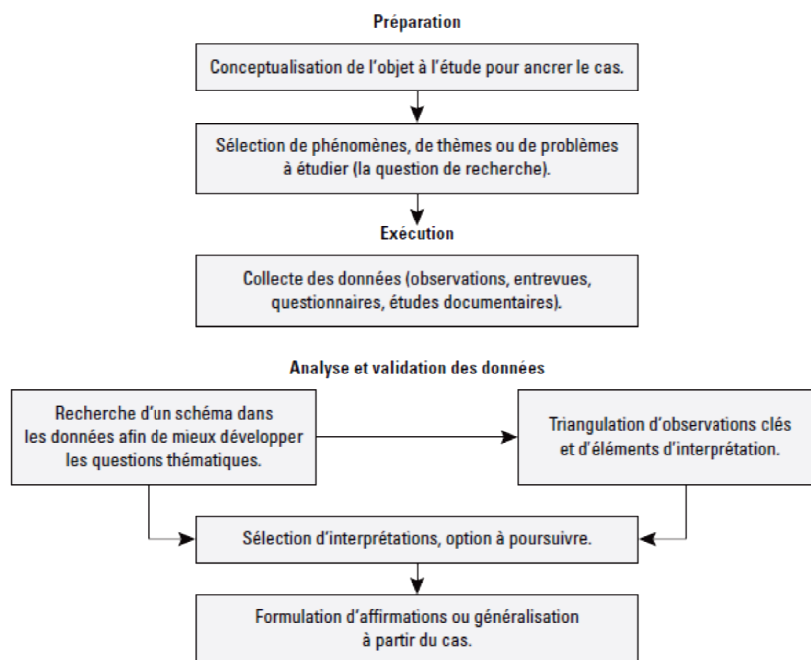 Préparation
Conceptualisation de l'objet à l'étude pour ancrer le cas.
Sélection de phénomènes, de thèmes ou de problèmes
à étudier (la question de recherche).
Exécution
Collecte des données (observations, entrevues,
questionnaires, études documentaires).
Analyse et validation des données
Recherche d'un schéma dans
les données afin de mieux développer
les questions thématiques.
Triangulation d'observations clés
et d'éléments d'interprétation.
Sélection d'interprétations, option à poursuivre.
Formulation d'affirmations ou généralisation
à partir du cas.